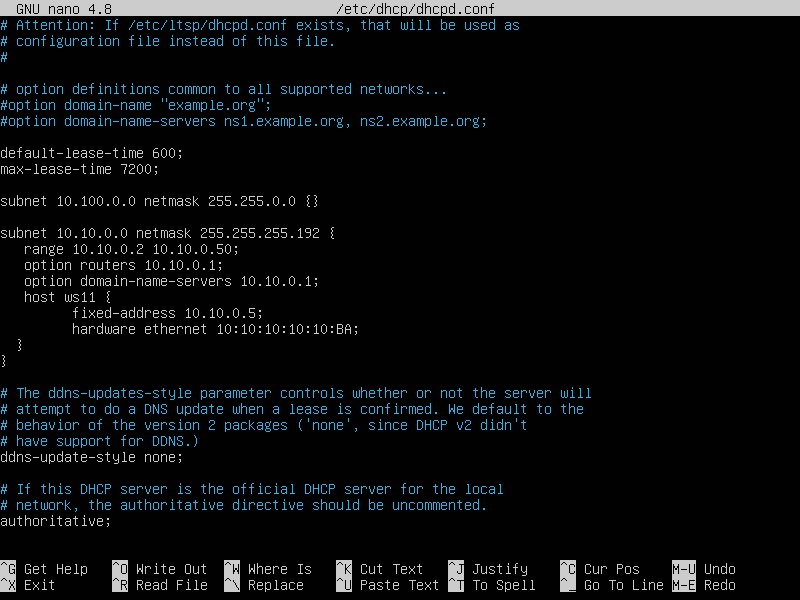 GNU nano 4.8 /etc/dhcp/dhcpd.conf
# Attention: If /etc/ltsp/dhcpd.conf exists, that will be used as
# configuration file instead of this file.
#
# option definitions common to all supported networks...
#option domain-name "example.org";
#option domain-name-servers ns1.example.org, ns2.example.org;
default-lease-time 600;
max-lease-time 7200;
subnet 10.100.0.0 netmask 255.255.0.0 {}
subnet 10.10.0.0 netmask 255.255.255.192 {
   range 10.10.0.2 10.10.0.50;
   option routers 10.10.0.1;
   option domain-name-servers 10.10.0.1;
   host ws11 {
         fixed-address 10.10.0.5;
         hardware ethernet 10:10:10:10:10:BA;
  }
}
# The ddns-updates-style parameter controls whether or not the server will
# attempt to do a DNS update when a lease is confirmed. We default to the
# behavior of the version 2 packages ('none', since DHCP v2 didn't
# have support for DDNS.)
ddns-update-style none;
# If this DHCP server is the official DHCP server for the local
# network, the authoritative directive should be uncommented.
authoritative;
^G Get Help ^O Write Out ^W Where Is ^K Cut Text ^J Justify ^C Cur Pos M-U Undo
^X Exit ^R Read File ^\ Replace ^U Paste Text ^T To Spell ^_ Go To Line M-E Redo